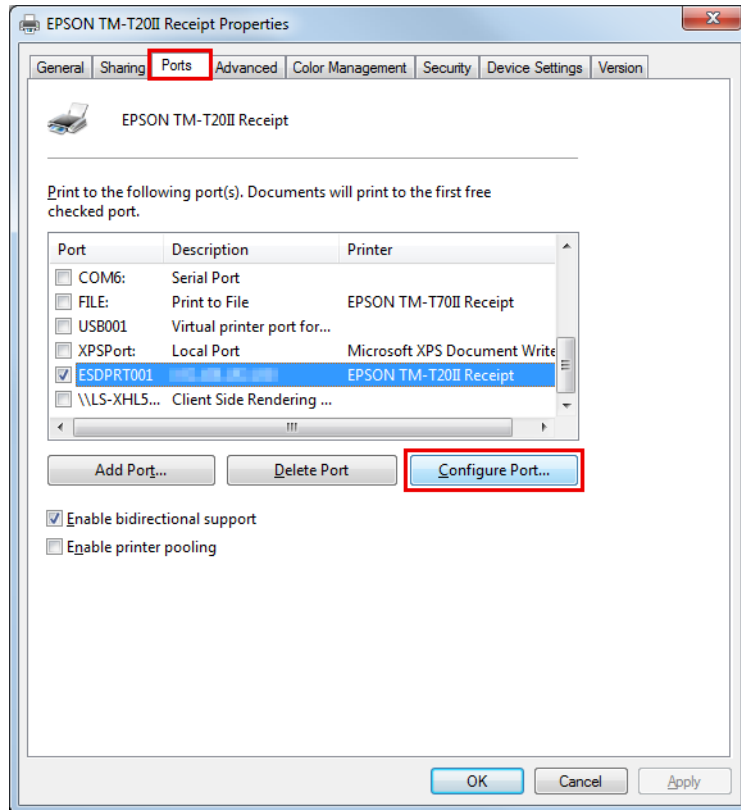 EPSON TM-T20II Receipt Properties
General Sharing Ports Advanced Color Management Security Device Settings Version
EPSON TM-T20II Receipt
Print to the following port(s). Documents will print to the first free
checked port.
Port Description Printer
COM6: Serial Port
FILE: Print to File EPSON TM-T70II Receipt
USB001 Virtual printer port for...
XPSPort: Local Port Microsoft XPS Document Write
ESDPRT001 EPSON TM-T20II Receipt
\\LS-XHL5... Client Side Rendering ...
Add Port... Delete Port Configure Port...
Enable bidirectional support
Enable printer pooling
OK Cancel Apply